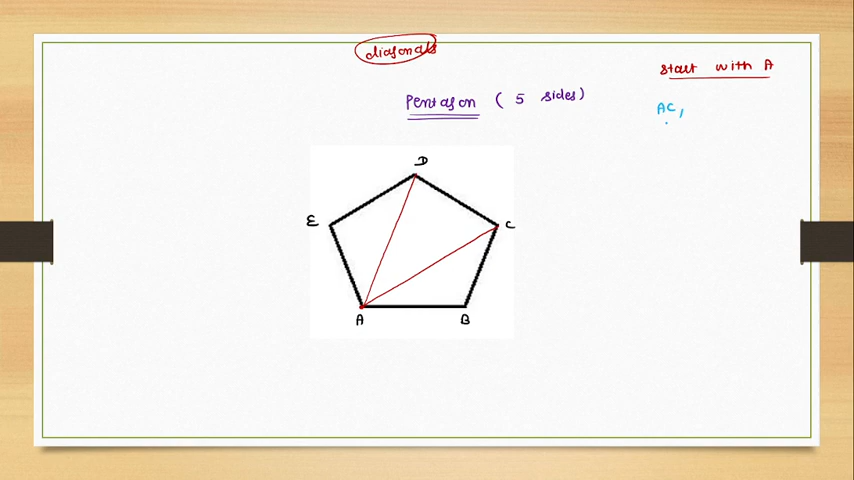 diagonals
start with A
Pentagon ( 5 sides)
AC,
D
E
C
A
B